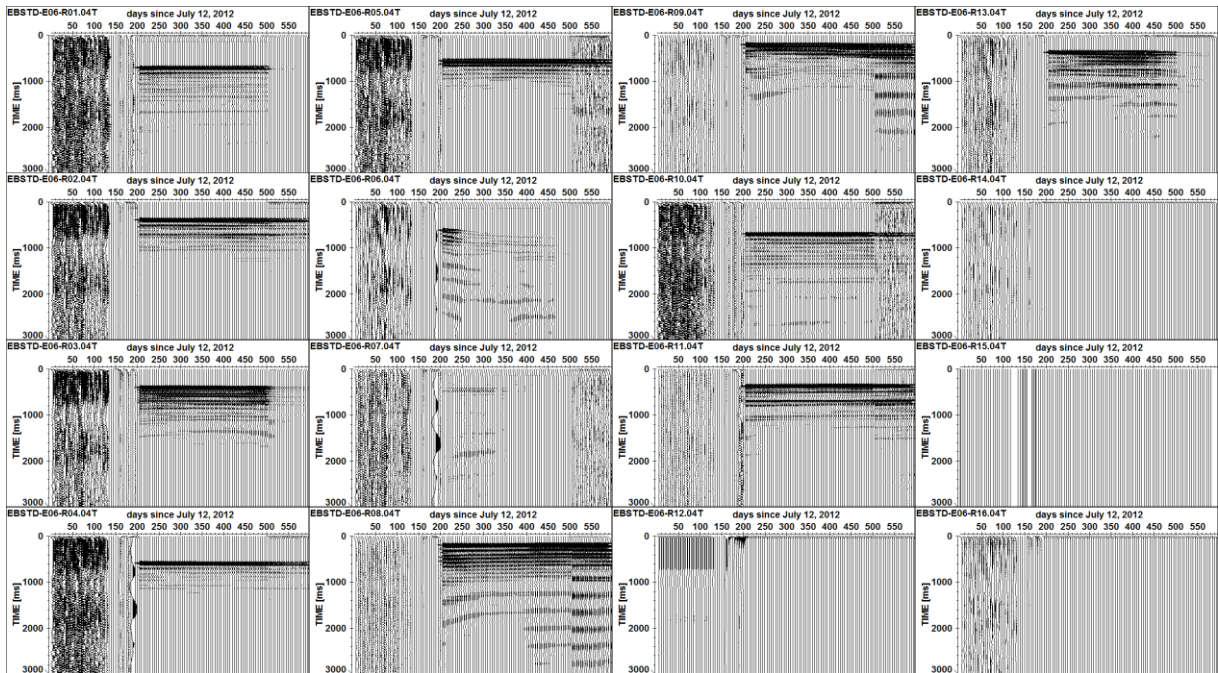 EBSTD-E06-R01.04T days since July 12, 2012
50 100 150 200 250 300 350 400 450 500 550
0
1000
TIME [ms]
2000
3000
EBSTD-E06-R05.04T days since July 12, 2012
50 100 150 200 250 300 350 400 450 500 550
0
1000
TIME [ms]
2000
3000
EBSTD-E06-R09.04T days since July 12, 2012
50 100 150 200 250 300 350 400 450 500 550
0
1000
TIME [ms]
2000
3000
EBSTD-E06-R13.04T days since July 12, 2012
50 100 150 200 250 300 350 400 450 500 550
0
1000
TIME [ms]
2000
3000
EBSTD-E06-R02.04T days since July 12, 2012
50 100 150 200 250 300 350 400 450 500 550
0
1000
TIME [ms]
2000
3000
EBSTD-E06-R06.04T days since July 12, 2012
50 100 150 200 250 300 350 400 450 500 550
0
1000
TIME [ms]
2000
3000
EBSTD-E06-R10.04T days since July 12, 2012
50 100 150 200 250 300 350 400 450 500 550
0
1000
TIME [ms]
2000
3000
EBSTD-E06-R14.04T days since July 12, 2012
50 100 150 200 250 300 350 400 450 500 550
0
1000
TIME [ms]
2000
3000
EBSTD-E06-R03.04T days since July 12, 2012
50 100 150 200 250 300 350 400 450 500 550
0
1000
TIME [ms]
2000
3000
EBSTD-E06-R07.04T days since July 12, 2012
50 100 150 200 250 300 350 400 450 500 550
0
1000
TIME [ms]
2000
3000
EBSTD-E06-R11.04T days since July 12, 2012
50 100 150 200 250 300 350 400 450 500 550
0
1000
TIME [ms]
2000
3000
EBSTD-E06-R15.04T days since July 12, 2012
50 100 150 200 250 300 350 400 450 500 550
0
1000
TIME [ms]
2000
3000
EBSTD-E06-R04.04T days since July 12, 2012
50 100 150 200 250 300 350 400 450 500 550
0
1000
TIME [ms]
2000
3000
EBSTD-E06-R08.04T days since July 12, 2012
50 100 150 200 250 300 350 400 450 500 550
0
1000
TIME [ms]
2000
3000
EBSTD-E06-R12.04T days since July 12, 2012
50 100 150 200 250 300 350 400 450 500 550
0
1000
TIME [ms]
2000
3000
EBSTD-E06-R16.04T days since July 12, 2012
50 100 150 200 250 300 350 400 450 500 550
0
1000
TIME [ms]
2000
3000